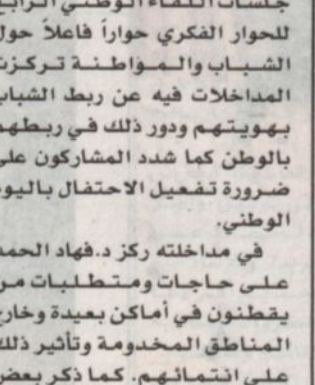 جلسات اللقاء الوطني الرابع
للحوار الفكري حواراً فاعلاً حول
الشباب والمواطنة تركزت
المداخلات فيه عن ربط الشباب
بهويتهم ودور ذلك في ربطهم
بالوطن كما شدد المشاركون على
ضرورة تفعيل الاحتفال باليوم
الوطني.
في مداخلته ركز د.فهاد الحمد
على حاجات ومتطلبات من
يقطنون في أماكن بعيدة وخارج
المناطق المخدومة وتأثير ذلك
على انتمائهم. كما ذكر بعض